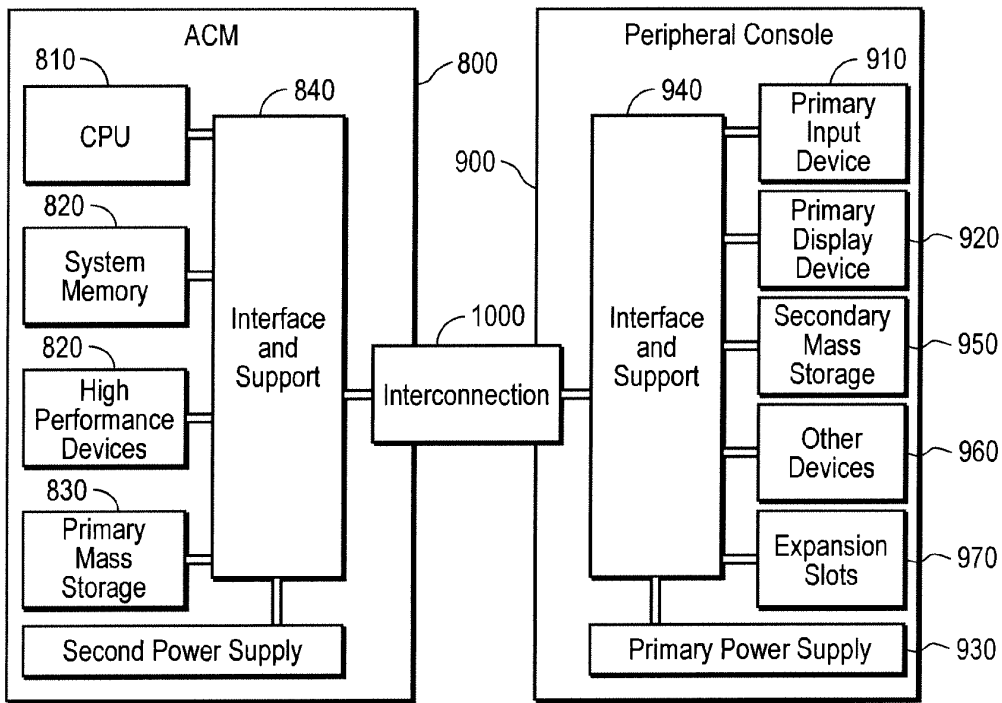 ACM
800
810
CPU
820
System
Memory
820
High
Performance
Devices
830
Primary
Mass
Storage
840
Interface
and
Support
Second Power Supply
1000
Interconnection
Peripheral Console
900
940
Interface
and
Support
910
Primary
Input
Device
Primary
Display
Device
920
Secondary
Mass
Storage
950
Other
Devices
960
Expansion
Slots
970
Primary Power Supply
930